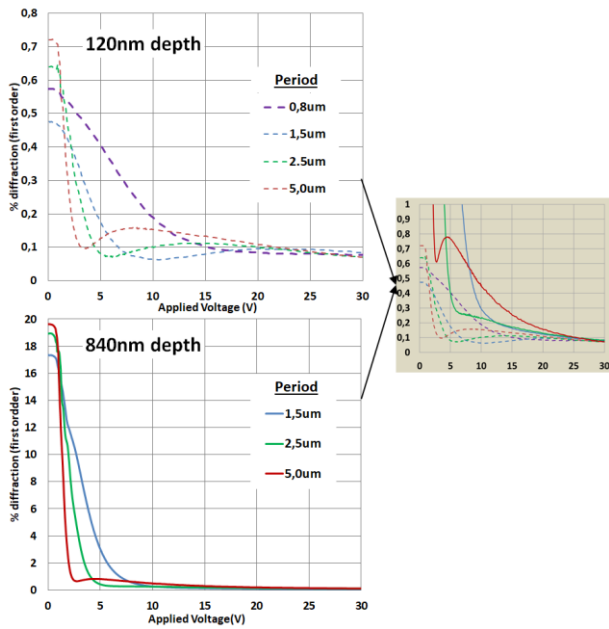 120nm depth
% diffraction (first order)
0,8
0,7
0,6
0,5
0,4
0,3
0,2
0,1
0
Period
0,8um
1,5um
2.5um
5,0um
0 5 10 15 20 25 30
Applied Voltage (V)
840nm depth
% diffraction (first ordder)
20
18
16
14
12
10
8
6
4
2
0
Period
1,5um
2,5um
5,0um
0 5 10 15 20 25 30
Applied Voltage(V)
1
0,9
0,8
0,7
0,6
0,5
0,4
0,3
0,2
0,1
0
0 5 10 15 20 25 30